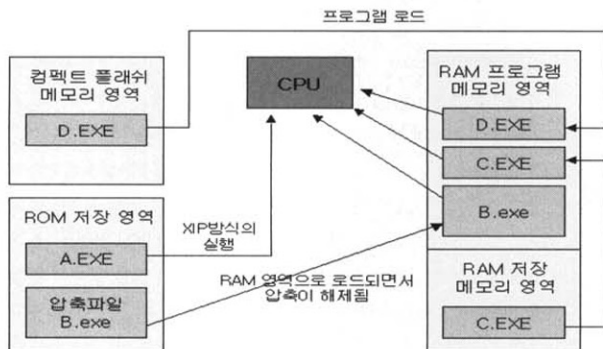 프로그램 로드
컴펙트 플래쉬
메모리 영역
D.EXE
CPU
RAM 프로그램
메모리 영역
D.EXE
C.EXE
B.exe
ROM 저장 영역
A.EXE
압축파일
B.exe
XIP방식의
실행
RAM 영역으로 로드되면서
압축이 해제됨
RAM 저장
메모리 영역
C.EXE